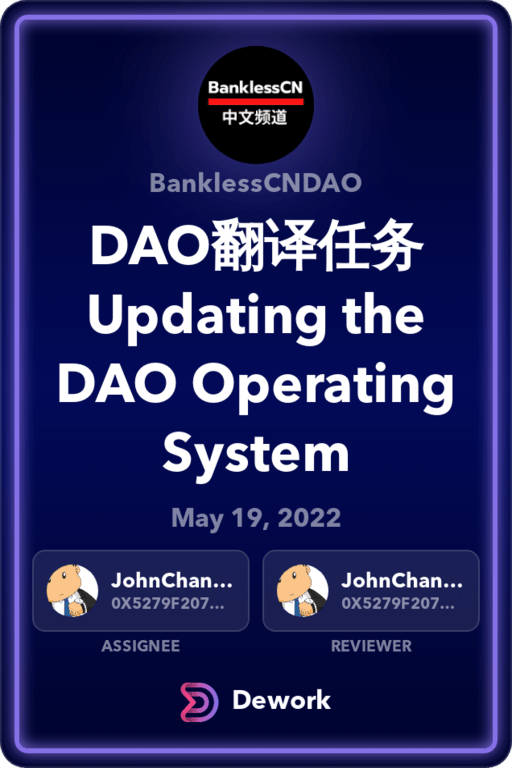 BanklessCN
中文频道
BanklessCNDAO
DAO翻译任务
Updating the
DAO Operating
System
May 19, 2022
JohnChan... JohnChan...
0X5279F207... 0X5279F207...
ASSIGNEE REVIEWER
Dework